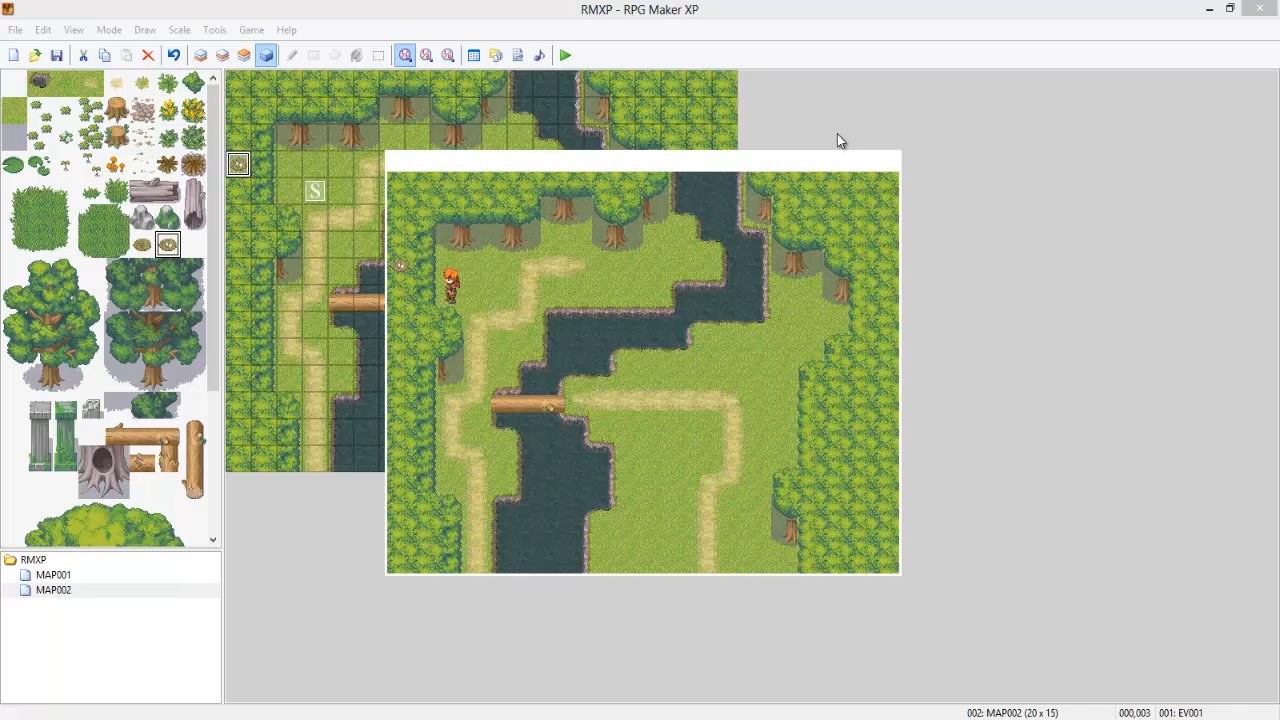 RMXP - RPG Maker XP
File Edit View Mode Draw Scale Tools Game Help
S
RMXP
MAP001
MAP002
002: MAP002 (20 x 15) 000,003 001: EV001